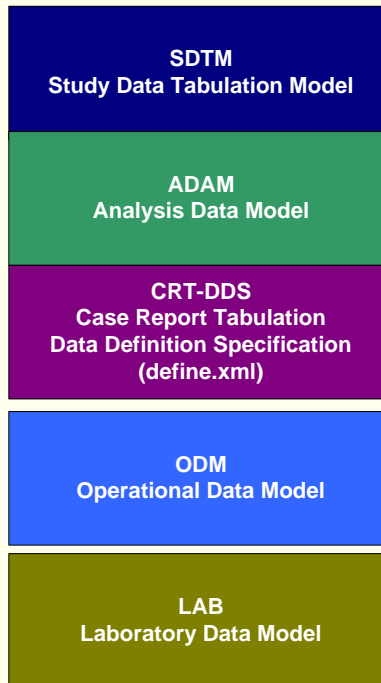 SDTM
Study Data Tabulation Model
ADAM
Analysis Data Model
CRT-DDS
Case Report Tabulation
Data Definition Specification
(define.xml)
ODM
Operational Data Model
LAB
Laboratory Data Model